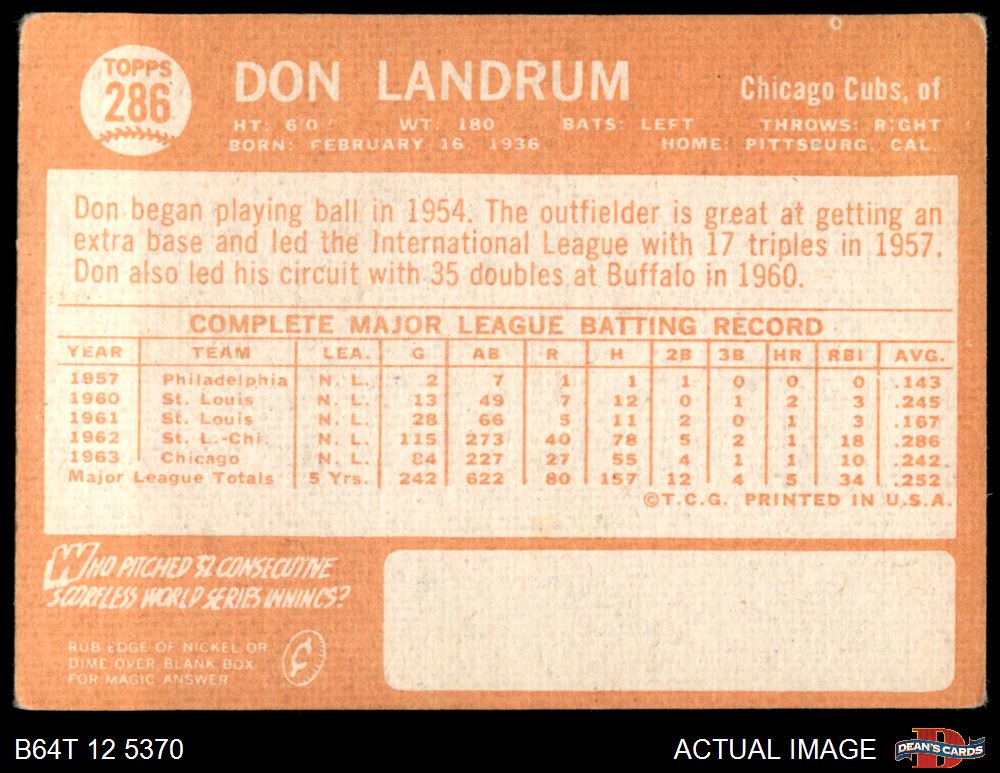 TOPPS
286
DON LANDRUM
Chicago Cubs, of
HT: 6'0" WT: 180 BATS: LEFT THROWS: RIGHT
BORN: FEBRUARY 16, 1936 HOME: PITTSBURG, CAL.
Don began playing ball in 1954. The outfielder is great at getting an
extra base and led the International League with 17 triples in 1957.
Don also led his circuit with 35 doubles at Buffalo in 1960.
COMPLETE MAJOR LEAGUE BATTING RECORD
YEAR TEAM LEA. G AB R H 2B 3B HR RBI AVG.
1957 Philadelphia N. L. 2 7 1 1 1 0 0 0 .143
1960 St. Louis N. L. 13 49 7 12 0 1 2 3 .245
1961 St. Louis N. L. 28 66 5 11 2 0 1 3 .167
1962 St. L.-Chi. N. L. 115 273 40 78 5 2 1 18 .286
1963 Chicago N. L. 84 227 27 55 4 1 1 10 .242
Major League Totals 5 Yrs. 242 622 80 157 12 4 5 34 .252
©T.C.G. PRINTED IN U.S.A.
WHO PITCHED 32 CONSECUTIVE
SCORELESS WORLD SERIES INNINGS?
RUB EDGE OF NICKEL OR
DIME OVER BLANK BOX
FOR MAGIC ANSWER
B64T 12 5370
ACTUAL IMAGE
DEAN'S CARDS